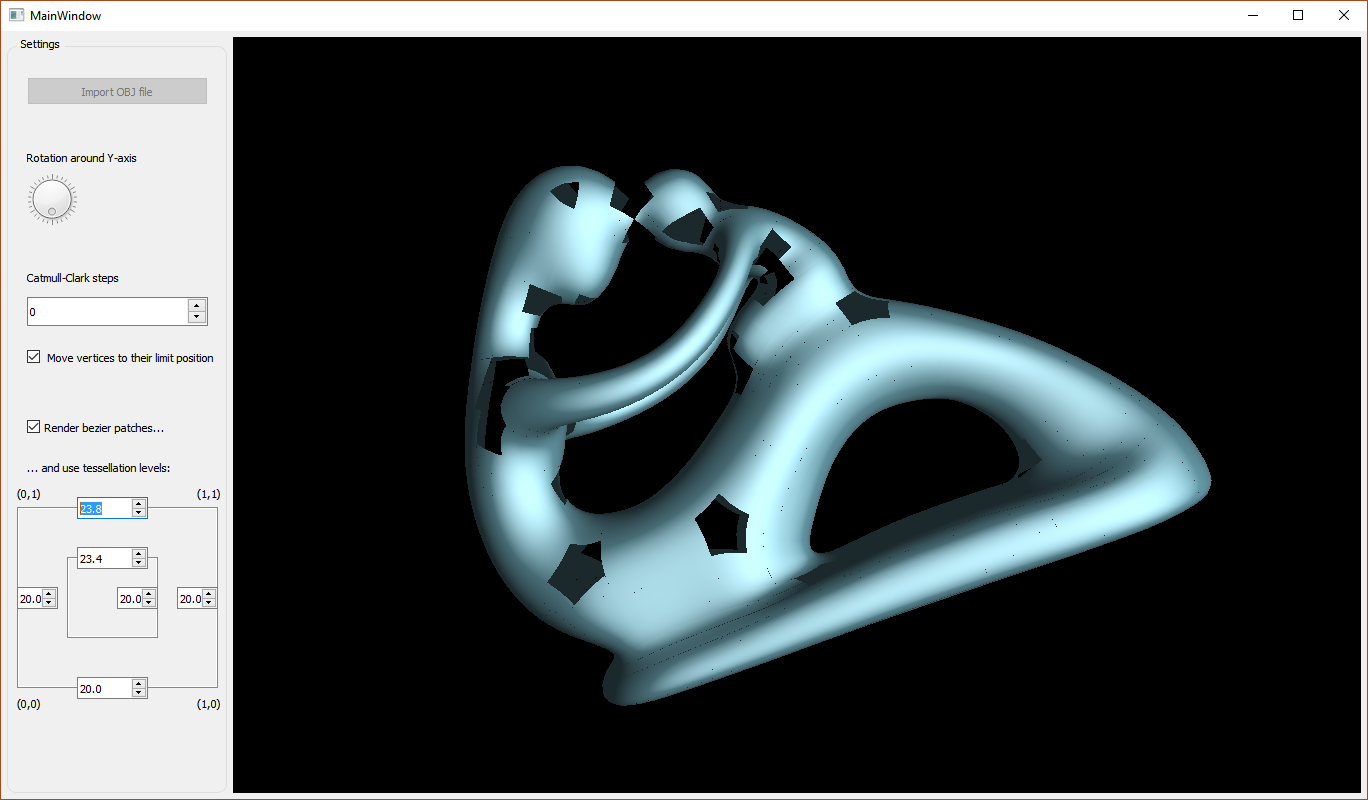 MainWindow
Settings
Import OBJ file
Rotation around Y-axis
Catmull-Clark steps
0
Move vertices to their limit position
Render bezier patches...
... and use tessellation levels:
(0,1)
(1,1)
23.8
23.4
20.0
20.0
20.0
20.0
(0,0)
(1,0)